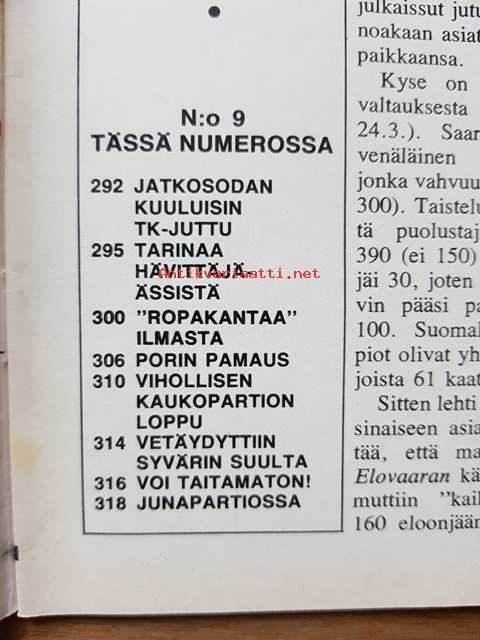 N:o 9
TÄSSÄ NUMEROSSA
292 JATKOSODAN
KUULUISIN
TK-JUTTU
295 TARINAA
HÄVITTÄJÄ-
ÄSSISTÄ
300 ”ROPAKANTAA”
ILMASTA
306 PORIN PAMAUS
310 VIHOLLISEN
KAUKOPARTION
LOPPU
314 VETÄYDYTTIIN
SYVÄRIN SUULTA
316 VOI TAITAMATON!
318 JUNAPARTIOSSA
Antikvariaatti.net
julkaissut jutu
noakaan asiat
paikkaansa.
Kyse on
valtauksesta
24.3.). Saar
venäläinen
jonka vahvuu
300). Taistelu
tä puolustaj
390 (ei 150)
jäi 30, joten
vin pääsi pa
100. Suomal
piot olivat yh
joista 61 kaat
Sitten lehti
sinaiseen asia
tää, että ma
Elovaaran kä
muttiin ”kail
160 eloonjään